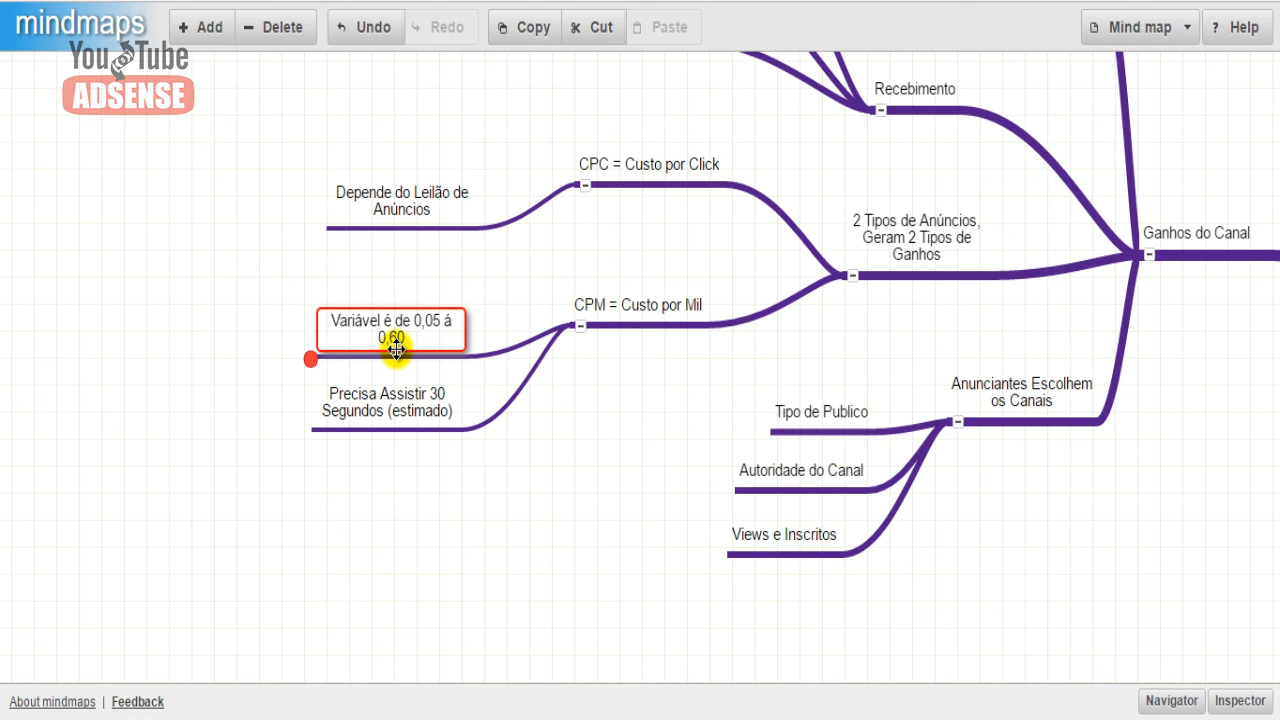 mindmaps
Add
Delete
Undo
Redo
Copy
Cut
Paste
Mind map
? Help
YouTube
ADSENSE
Recebimento
CPC = Custo por Click
Depende do Leilão de
Anúncios
2 Tipos de Anúncios,
Geram 2 Tipos de
Ganhos
Ganhos do Canal
CPM = Custo por Mil
Variável é de 0,05 á
0,60
Precisa Assistir 30
Segundos (estimado)
Anunciantes Escolhem
os Canais
Tipo de Publico
Autoridade do Canal
Views e Inscritos
About mindmaps | Feedback
Navigator
Inspector